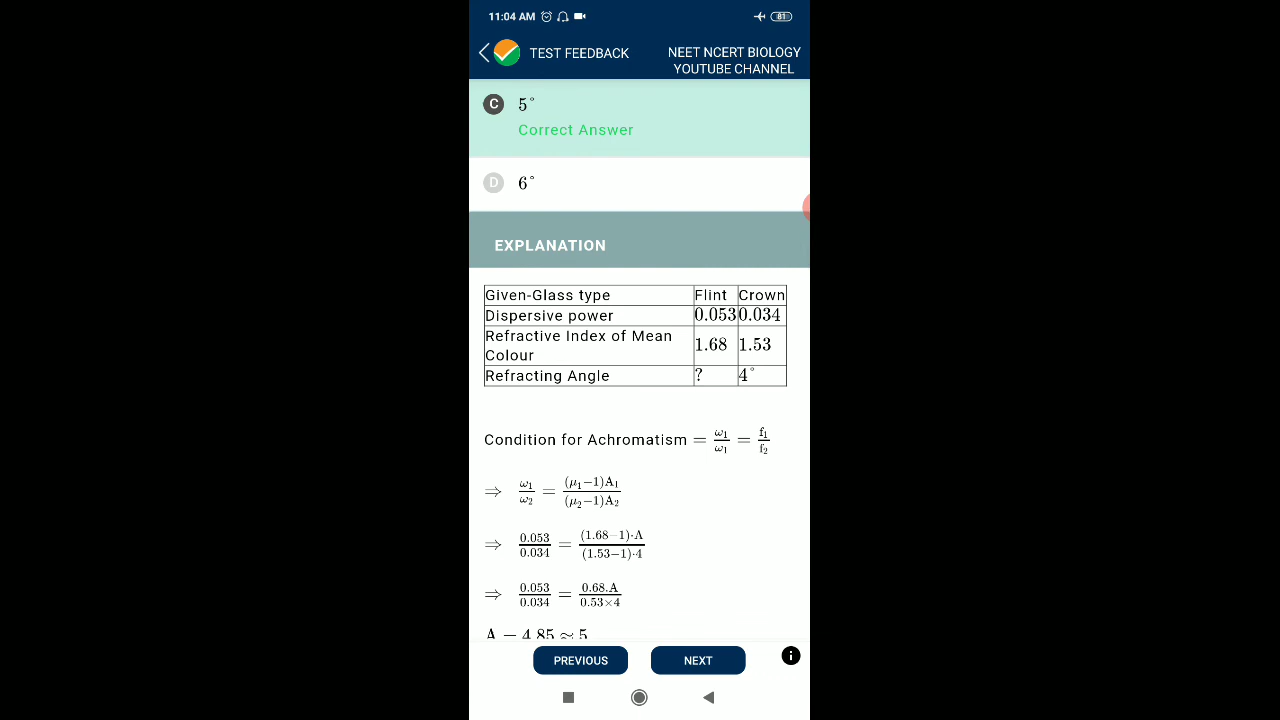 11:04 AM 81
TEST FEEDBACK NEET NCERT BIOLOGY
YOUTUBE CHANNEL
C 5°
Correct Answer
D 6°
EXPLANATION
Given-Glass type Flint Crown
Dispersive power 0.053 0.034
Refractive Index of Mean
Colour 1.68 1.53
Refracting Angle ? 4°
Condition for Achromatism = ω₁/ω₁ = f₁/f₂
⇒ ω₁/ω₂ = (μ₁−1)A₁/(μ₂−1)A₂
⇒ 0.053/0.034 = (1.68−1)·A/(1.53−1)·4
⇒ 0.053/0.034 = 0.68.A/0.53×4
A = 4.85 ≈ 5
PREVIOUS NEXT i